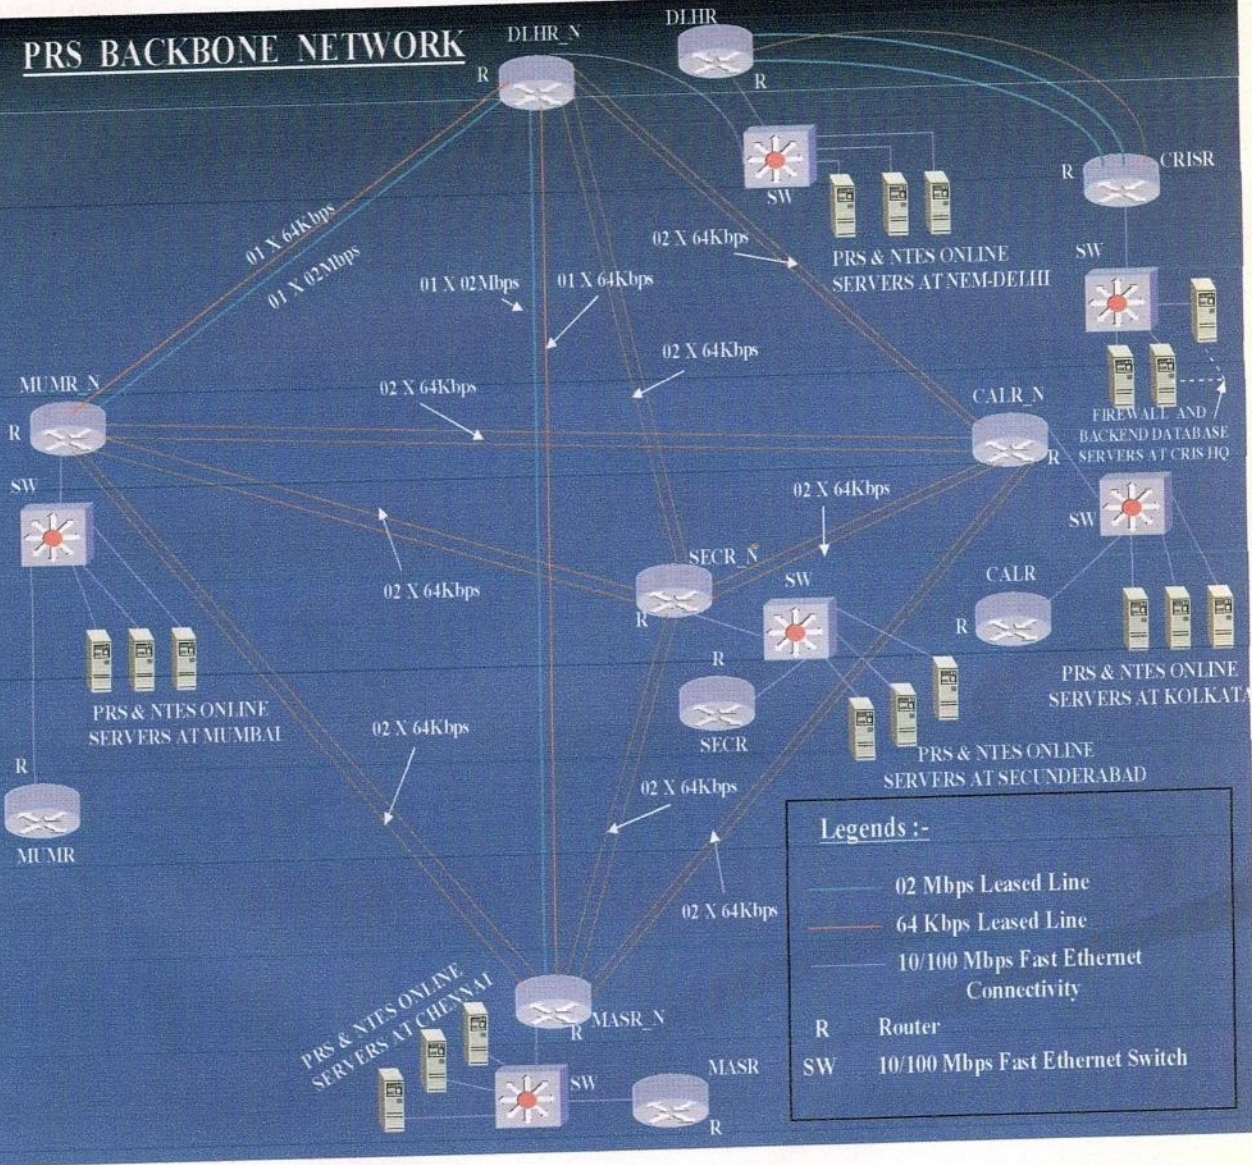 PRS BACKBONE NETWORK
DLHR_N
R
DLHR
R
SW
PRS & NTES ONLINE
SERVERS AT NEM-DELHI
R
CRISR
SW
FIREWALL AND
BACKEND DATABASE
SERVERS AT CRIS HQ
01 X 64Kbps
01 X 02Mbps
01 X 02Mbps
01 X 64Kbps
02 X 64Kbps
02 X 64Kbps
02 X 64Kbps
MUMR_N
R
SW
PRS & NTES ONLINE
SERVERS AT MUMBAI
R
MUMR
CALR_N
R
SW
CALR
R
PRS & NTES ONLINE
SERVERS AT KOLKATA
02 X 64Kbps
02 X 64Kbps
SECR_N
R
SW
R
SECR
PRS & NTES ONLINE
SERVERS AT SECUNDERABAD
02 X 64Kbps
02 X 64Kbps
02 X 64Kbps
PRS & NTES ONLINE
SERVERS AT CHENNAI
MASR_N
R
SW
MASR
R
Legends :-
02 Mbps Leased Line
64 Kbps Leased Line
10/100 Mbps Fast Ethernet
Connectivity
R Router
SW 10/100 Mbps Fast Ethernet Switch